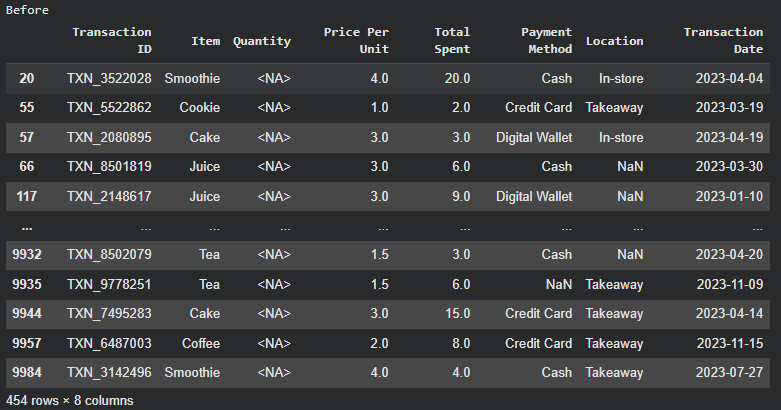 Before
Transaction ID Item Quantity Price Per Unit Total Spent Payment Method Location Transaction Date
20 TXN_3522028 Smoothie <NA> 4.0 20.0 Cash In-store 2023-04-04
55 TXN_5522862 Cookie <NA> 1.0 2.0 Credit Card Takeaway 2023-03-19
57 TXN_2080895 Cake <NA> 3.0 3.0 Digital Wallet In-store 2023-04-19
66 TXN_8501819 Juice <NA> 3.0 6.0 Cash NaN 2023-03-30
117 TXN_2148617 Juice <NA> 3.0 9.0 Digital Wallet NaN 2023-01-10
... ... ... ... ... ... ... ... ...
9932 TXN_8502079 Tea <NA> 1.5 3.0 Cash NaN 2023-04-20
9935 TXN_9778251 Tea <NA> 1.5 6.0 NaN Takeaway 2023-11-09
9944 TXN_7495283 Cake <NA> 3.0 15.0 Credit Card Takeaway 2023-04-14
9957 TXN_6487003 Coffee <NA> 2.0 8.0 Credit Card Takeaway 2023-11-15
9984 TXN_3142496 Smoothie <NA> 4.0 4.0 Cash Takeaway 2023-07-27
454 rows × 8 columns